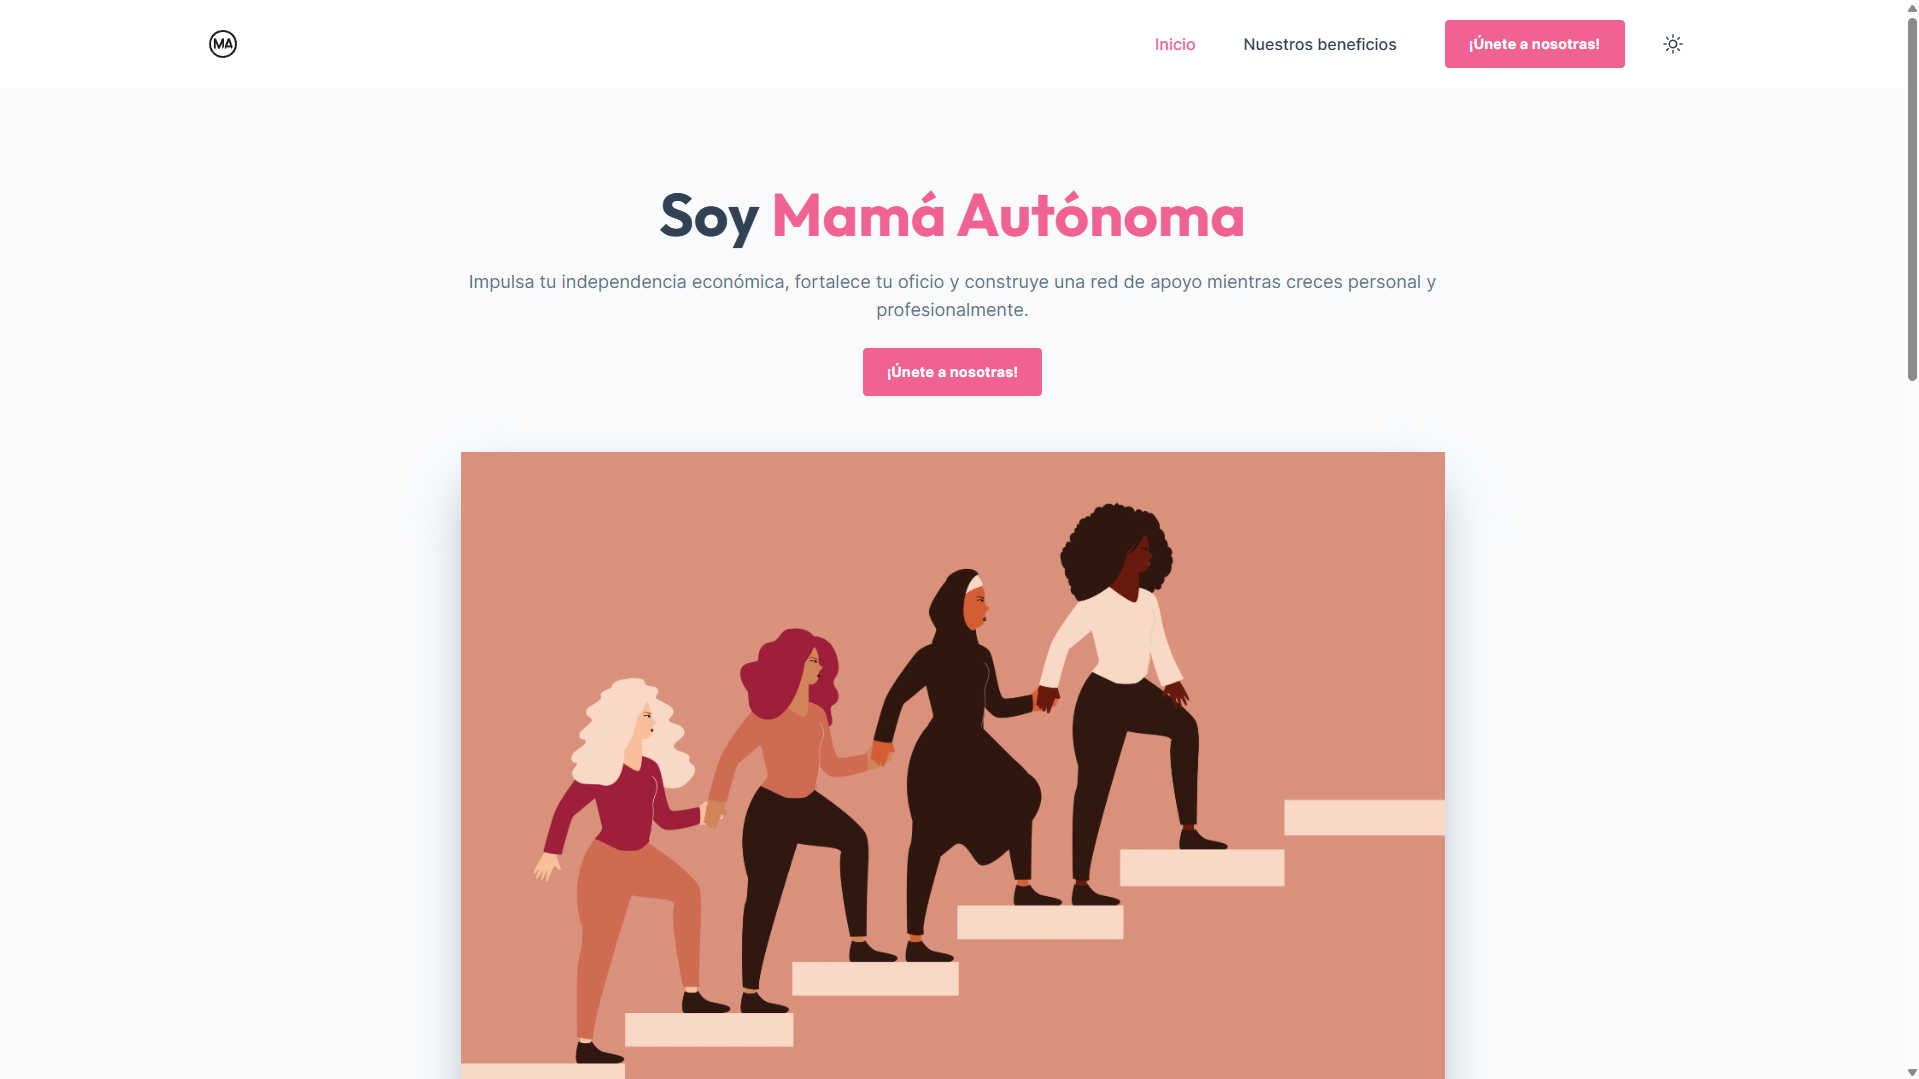 MA
Inicio
Nuestros beneficios
¡Únete a nosotras!
Soy Mamá Autónoma
Impulsa tu independencia económica, fortalece tu oficio y construye una red de apoyo mientras creces personal y
profesionalmente.
¡Únete a nosotras!